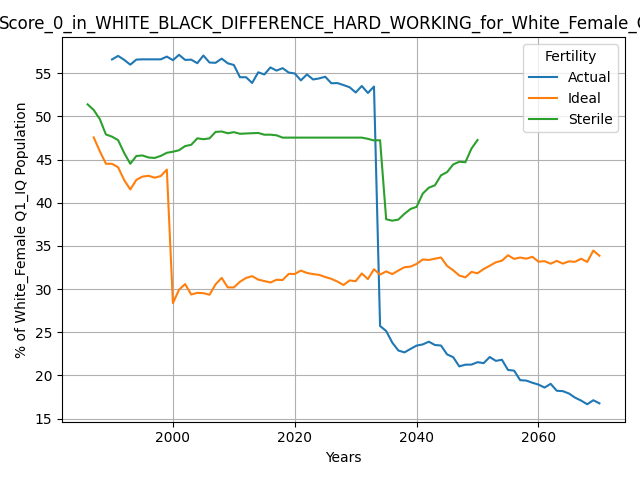 Score_0_in_WHITE_BLACK_DIFFERENCE_HARD_WORKING_for_White_Female_
Fertility
Actual
Ideal
Sterile
% of White_Female Q1_IQ Population
55
50
45
40
35
30
25
20
15
2000
2020
2040
2060
Years